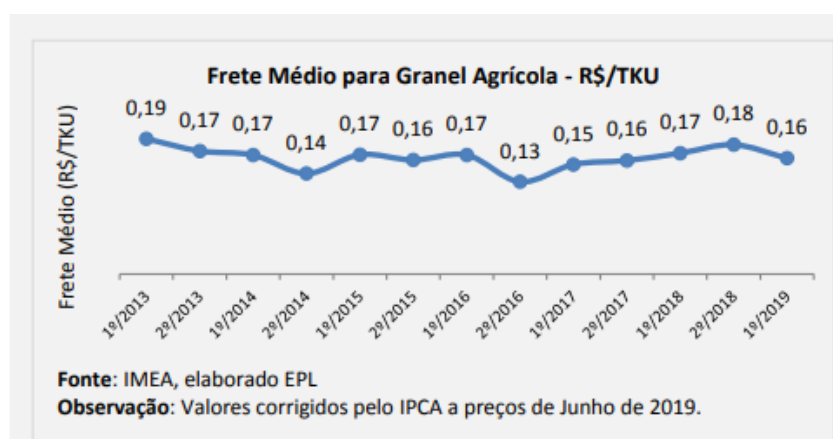 Frete Médio para Granel Agrícola - R$/TKU
Frete Médio (R$/TKU)
0,19
0,17
0,17
0,14
0,17
0,16
0,17
0,13
0,15
0,16
0,17
0,18
0,16
1º/2013
2º/2013
1º/2014
2º/2014
1º/2015
2º/2015
1º/2016
2º/2016
1º/2017
2º/2017
1º/2018
2º/2018
1º/2019
Fonte: IMEA, elaborado EPL
Observação: Valores corrigidos pelo IPCA a preços de Junho de 2019.